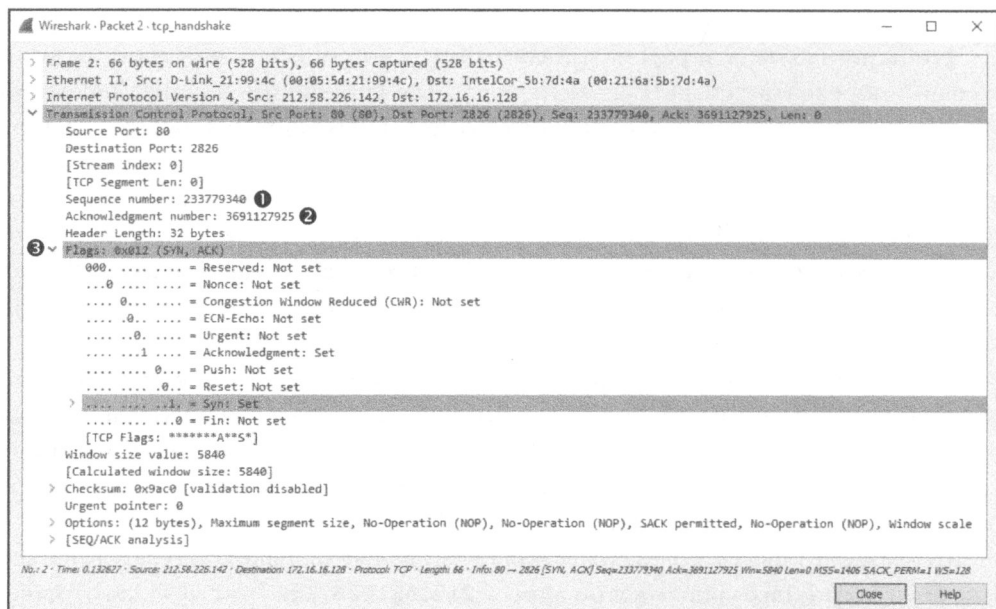 Wireshark · Packet 2 · tcp_handshake
> Frame 2: 66 bytes on wire (528 bits), 66 bytes captured (528 bits)
> Ethernet II, Src: D-Link_21:99:4c (00:05:5d:21:99:4c), Dst: IntelCor_5b:7d:4a (00:21:6a:5b:7d:4a)
> Internet Protocol Version 4, Src: 212.58.226.142, Dst: 172.16.16.128
Transmission Control Protocol, Src Port: 80 (80), Dst Port: 2826 (2826), Seq: 233779340, Ack: 3691127925, Len: 0
Source Port: 80
Destination Port: 2826
[Stream index: 0]
[TCP Segment Len: 0]
Sequence number: 233779340 ❶
Acknowledgment number: 3691127925 ❷
Header Length: 32 bytes
❸ Flags: 0x012 (SYN, ACK)
000. .... .... = Reserved: Not set
...0 .... .... = Nonce: Not set
.... 0... .... = Congestion Window Reduced (CWR): Not set
.... .0.. .... = ECN-Echo: Not set
.... ..0. .... = Urgent: Not set
.... ...1 .... = Acknowledgment: Set
.... .... 0... = Push: Not set
.... .... .0.. = Reset: Not set
> .... .... ..1. = Syn: Set
.... .... ...0 = Fin: Not set
[TCP Flags: *******A**S*]
Window size value: 5840
[Calculated window size: 5840]
> Checksum: 0x9ac0 [validation disabled]
Urgent pointer: 0
> Options: (12 bytes), Maximum segment size, No-Operation (NOP), No-Operation (NOP), SACK permitted, No-Operation (NOP), Window scale
> [SEQ/ACK analysis]
No.: 2 · Time: 0.132627 · Source: 212.58.226.142 · Destination: 172.16.16.128 · Protocol: TCP · Length: 66 · Info: 80 → 2826 [SYN, ACK] Seq=233779340 Ack=3691127925 Win=5840 Len=0 MSS=1406 SACK_PERM=1 WS=128
Close Help